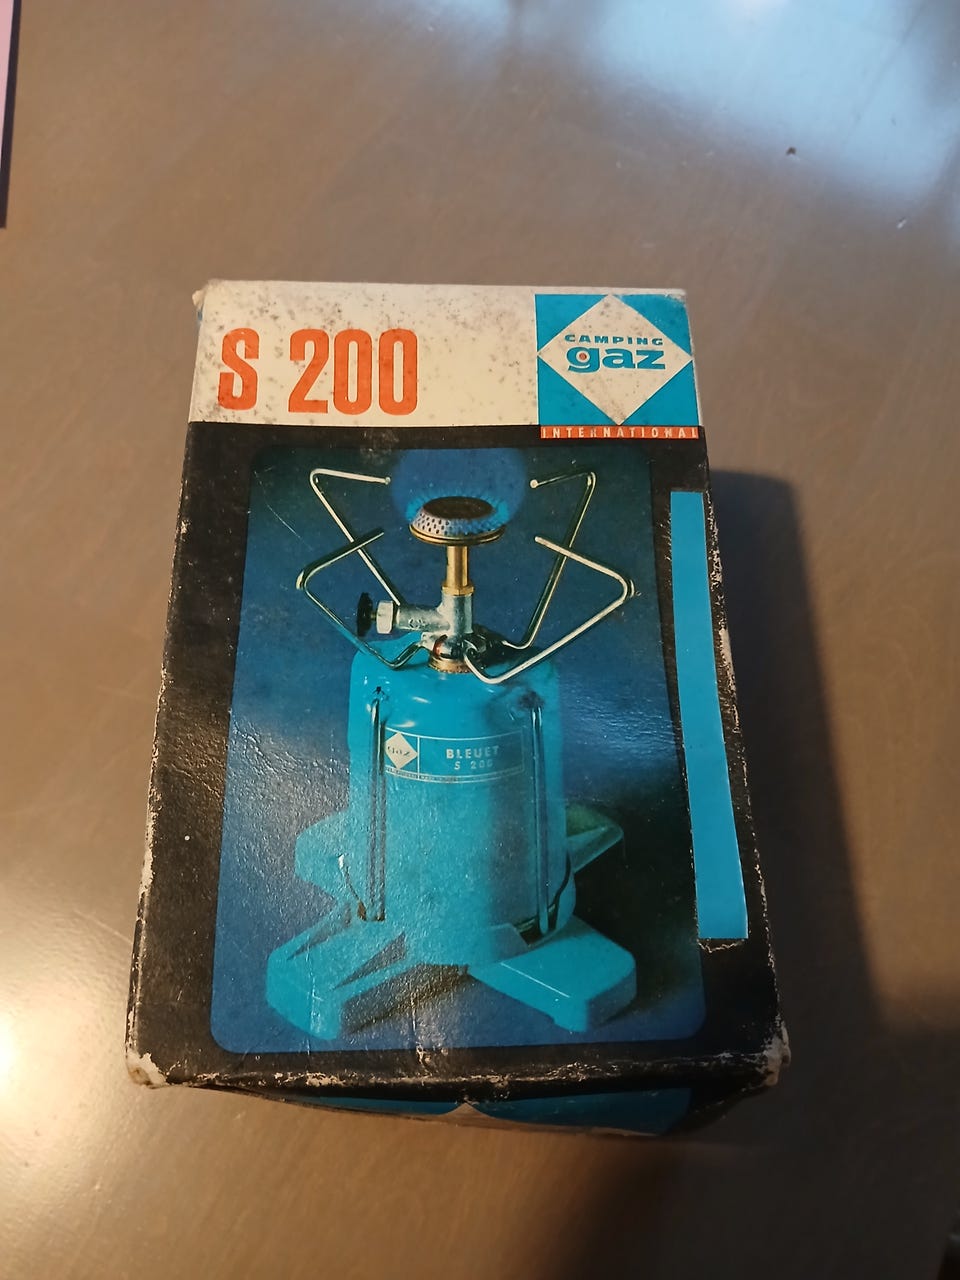 S 200
CAMPING
gaz
INTERNATIONAL
gaz
BLEUET
S 200